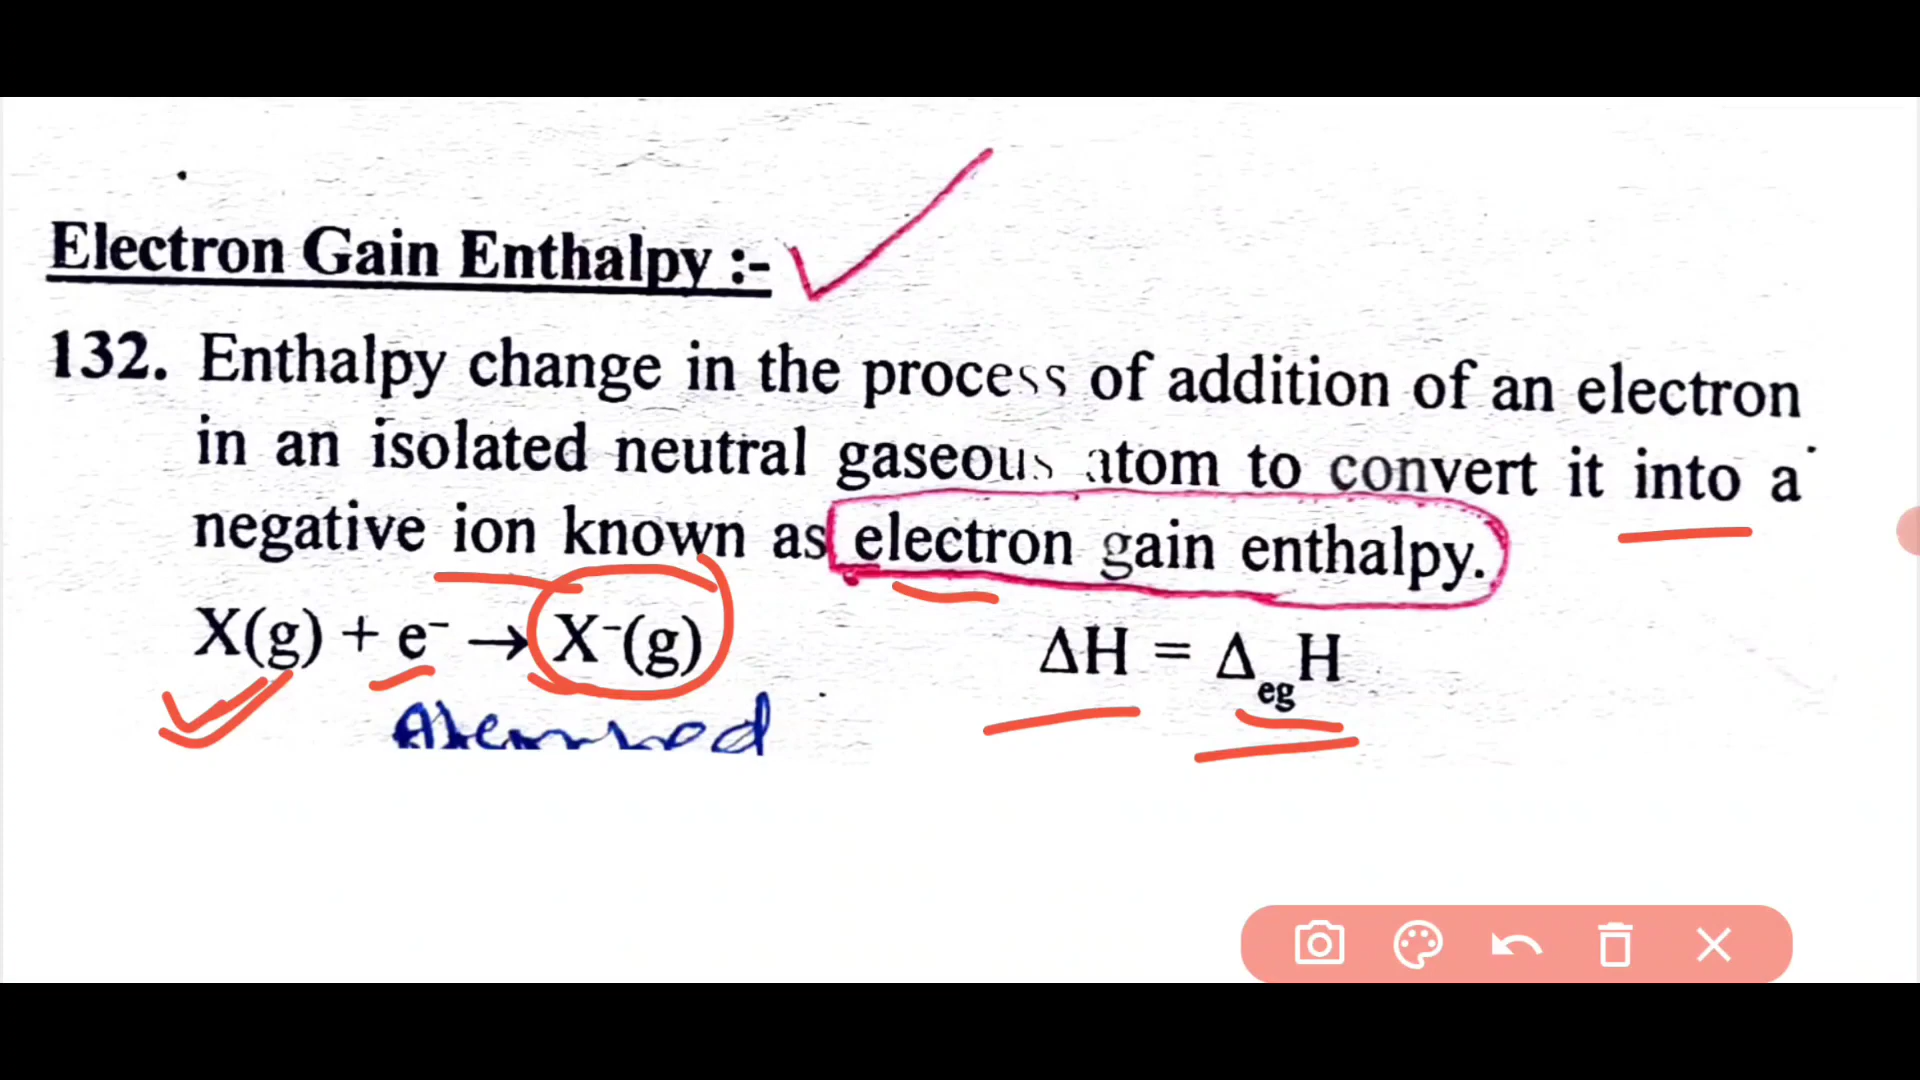 Electron Gain Enthalpy :-
132. Enthalpy change in the process of addition of an electron
in an isolated neutral gaseous atom to convert it into a
negative ion known as electron gain enthalpy.
X(g) + e⁻ → X⁻(g) ΔH = Δ_eg H